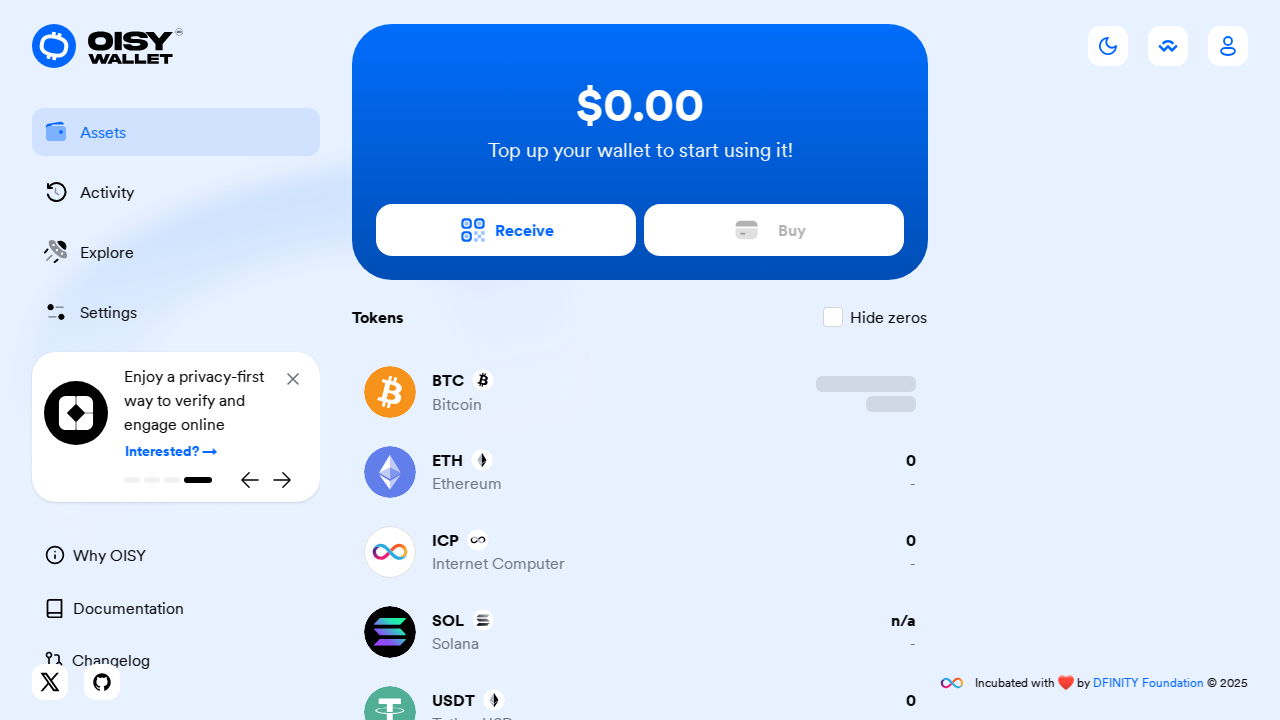 OISY
WALLET
Assets
Activity
Explore
Settings
Enjoy a privacy-first
way to verify and
engage online
Interested?
Why OISY
Documentation
Changelog
$0.00
Top up your wallet to start using it!
Receive
Buy
Tokens
Hide zeros
BTC
Bitcoin
ETH
0
Ethereum
-
ICP
0
Internet Computer
-
SOL
n/a
Solana
-
USDT
0
Tether USD
Incubated with ❤️ by DFINITY Foundation © 2025